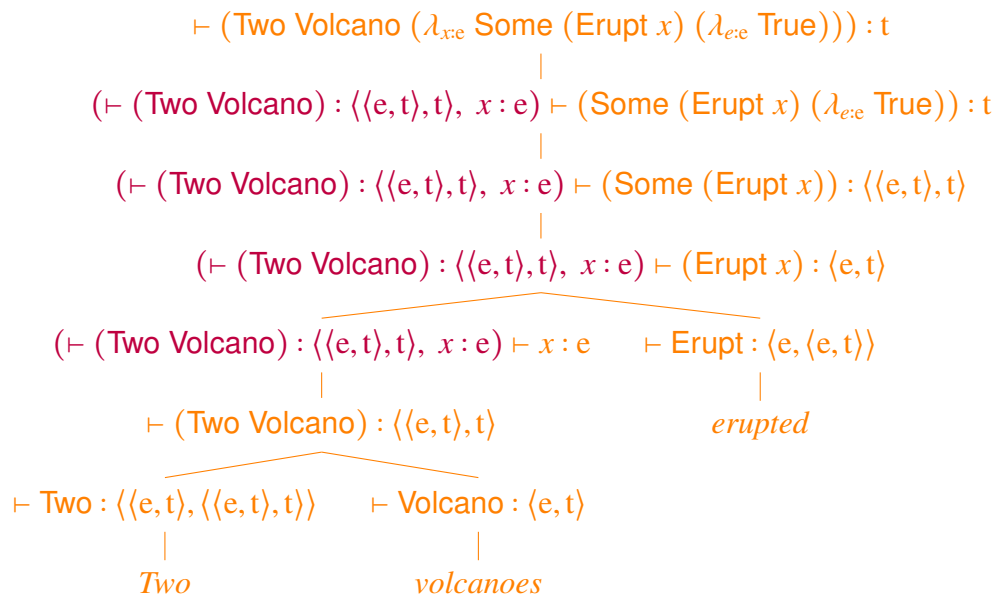 ⊢ (Two Volcano (λx:e Some (Erupt x) (λe:e True))) : t
(⊢ (Two Volcano) : ⟨⟨e, t⟩, t⟩, x : e) ⊢ (Some (Erupt x) (λe:e True)) : t
(⊢ (Two Volcano) : ⟨⟨e, t⟩, t⟩, x : e) ⊢ (Some (Erupt x)) : ⟨⟨e, t⟩, t⟩
(⊢ (Two Volcano) : ⟨⟨e, t⟩, t⟩, x : e) ⊢ (Erupt x) : ⟨e, t⟩
(⊢ (Two Volcano) : ⟨⟨e, t⟩, t⟩, x : e) ⊢ x : e ⊢ Erupt : ⟨e, ⟨e, t⟩⟩
⊢ (Two Volcano) : ⟨⟨e, t⟩, t⟩ erupted
⊢ Two : ⟨⟨e, t⟩, ⟨⟨e, t⟩, t⟩⟩ ⊢ Volcano : ⟨e, t⟩
Two volcanoes